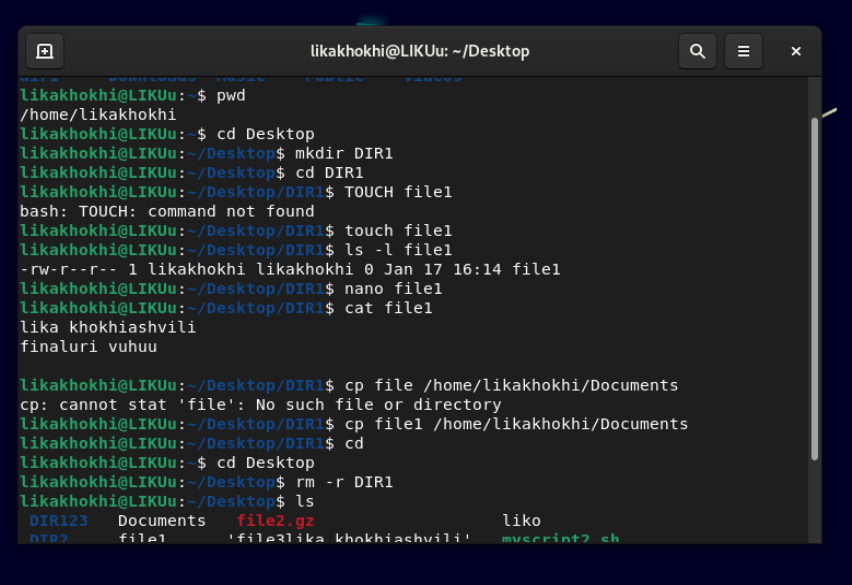 likakhokhi@LIKUu: ~/Desktop
dir1 Downloads Music Public Videos
likakhokhi@LIKUu:~$ pwd
/home/likakhokhi
likakhokhi@LIKUu:~$ cd Desktop
likakhokhi@LIKUu:~/Desktop$ mkdir DIR1
likakhokhi@LIKUu:~/Desktop$ cd DIR1
likakhokhi@LIKUu:~/Desktop/DIR1$ TOUCH file1
bash: TOUCH: command not found
likakhokhi@LIKUu:~/Desktop/DIR1$ touch file1
likakhokhi@LIKUu:~/Desktop/DIR1$ ls -l file1
-rw-r--r-- 1 likakhokhi likakhokhi 0 Jan 17 16:14 file1
likakhokhi@LIKUu:~/Desktop/DIR1$ nano file1
likakhokhi@LIKUu:~/Desktop/DIR1$ cat file1
lika khokhiashvili
finaluri vuhuu
likakhokhi@LIKUu:~/Desktop/DIR1$ cp file /home/likakhokhi/Documents
cp: cannot stat 'file': No such file or directory
likakhokhi@LIKUu:~/Desktop/DIR1$ cp file1 /home/likakhokhi/Documents
likakhokhi@LIKUu:~/Desktop/DIR1$ cd
likakhokhi@LIKUu:~$ cd Desktop
likakhokhi@LIKUu:~/Desktop$ rm -r DIR1
likakhokhi@LIKUu:~/Desktop$ ls
DIR123 Documents file2.gz liko
DIR2 file1 'file3lika khokhiashvili' myscript2.sh